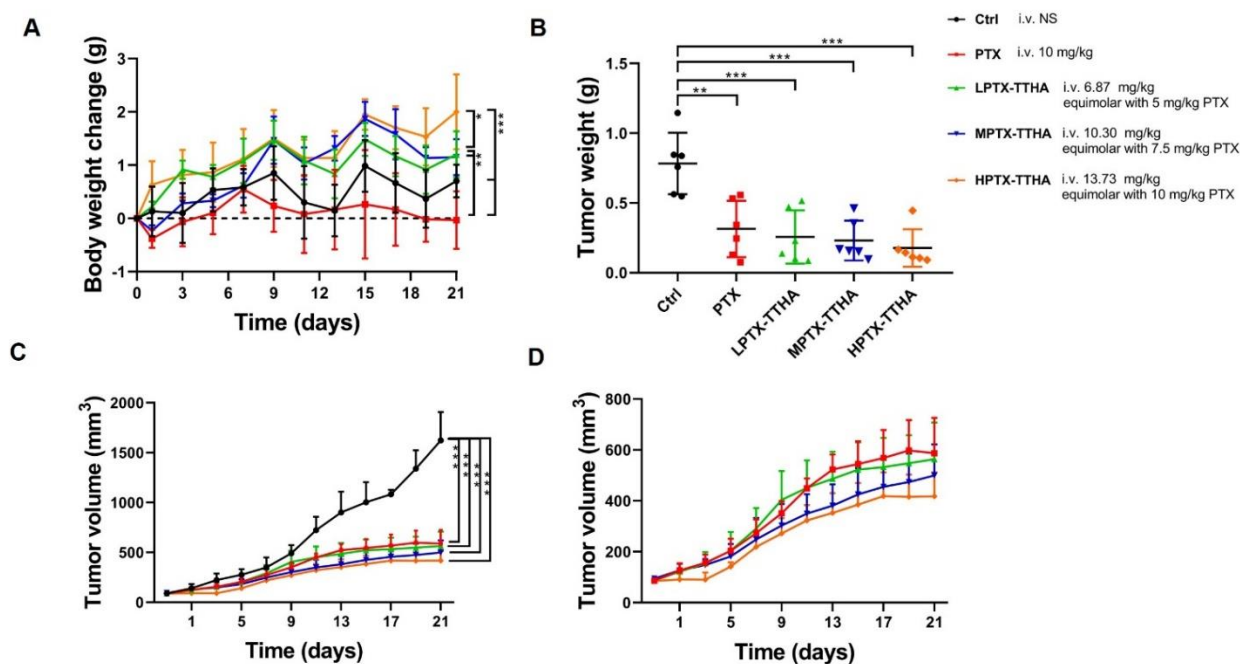 A
Body weight change (g)
3
2
1
0
-1
0 3 6 9 12 15 18 21
Time (days)
*
***
**
B
Tumor weight (g)
1.5
1.0
0.5
0.0
***
***
***
**
Ctrl
PTX
LPTX-TTHA
MPTX-TTHA
HPTX-TTHA
Ctrl i.v. NS
PTX i.v. 10 mg/kg
LPTX-TTHA i.v. 6.87 mg/kg
equimolar with 5 mg/kg PTX
MPTX-TTHA i.v. 10.30 mg/kg
equimolar with 7.5 mg/kg PTX
HPTX-TTHA i.v. 13.73 mg/kg
equimolar with 10 mg/kg PTX
C
Tumor volume (mm3)
2000
1500
1000
500
0
1 5 9 13 17 21
Time (days)
***
***
***
***
D
Tumor volume (mm3)
800
600
400
200
0
1 5 9 13 17 21
Time (days)